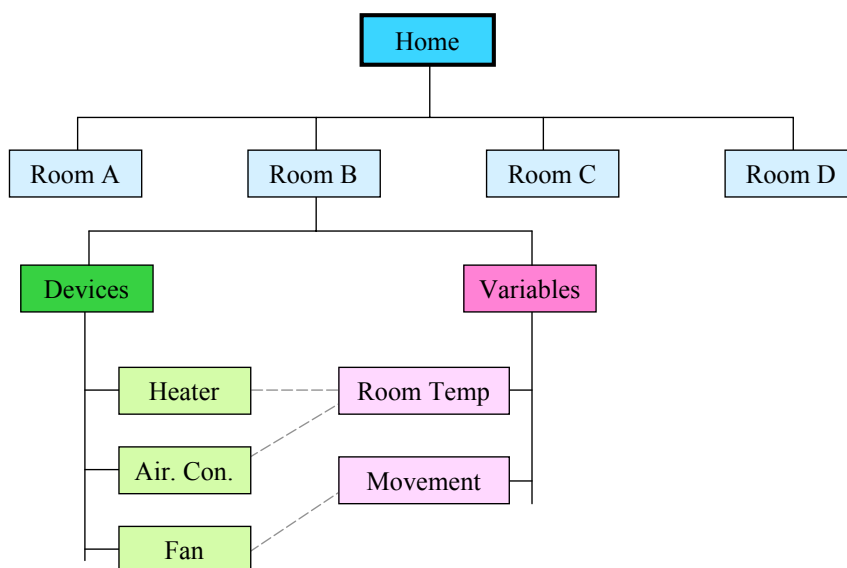 Home
Room A
Room B
Room C
Room D
Devices
Variables
Heater
Room Temp
Air. Con.
Movement
Fan